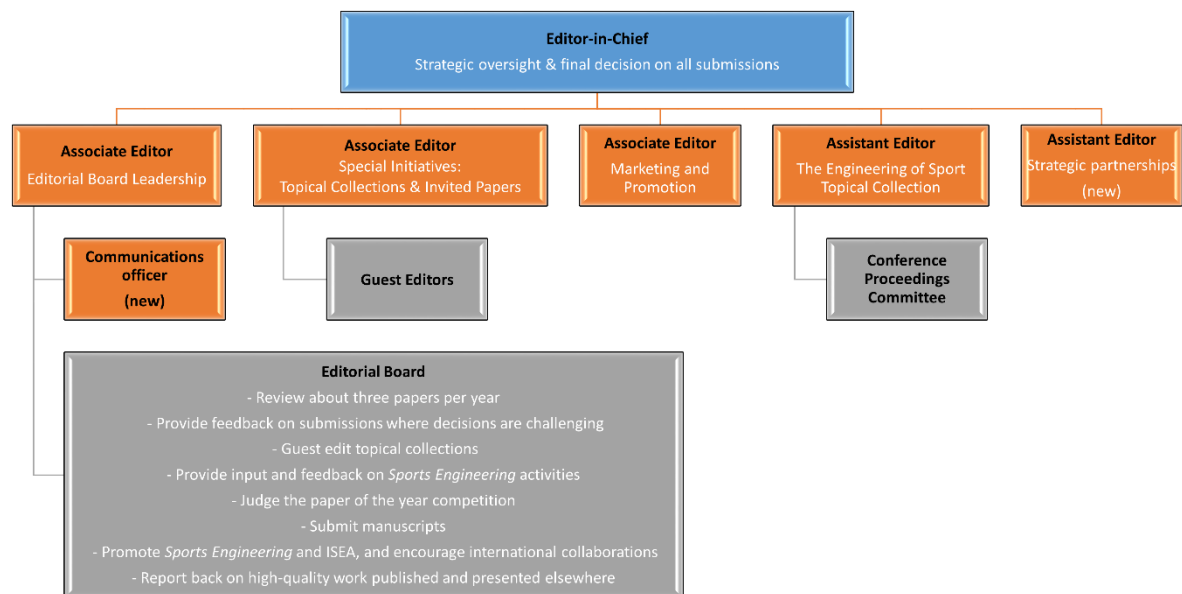 Editor-in-Chief
Strategic oversight & final decision on all submissions
Associate Editor
Editorial Board Leadership
Associate Editor
Special Initiatives:
Topical Collections & Invited Papers
Associate Editor
Marketing and
Promotion
Assistant Editor
The Engineering of Sport
Topical Collection
Assistant Editor
Strategic partnerships
(new)
Communications
officer
(new)
Guest Editors
Conference
Proceedings
Committee
Editorial Board
- Review about three papers per year
- Provide feedback on submissions where decisions are challenging
- Guest edit topical collections
- Provide input and feedback on Sports Engineering activities
- Judge the paper of the year competition
- Submit manuscripts
- Promote Sports Engineering and ISEA, and encourage international collaborations
- Report back on high-quality work published and presented elsewhere